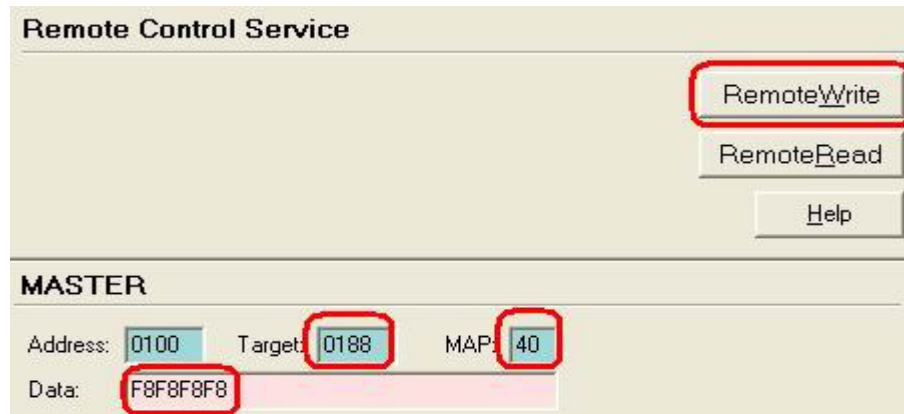 Remote Control Service
RemoteWrite
RemoteRead
Help
MASTER
Address: 0100 Target: 0188 MAP: 40
Data: F8F8F8F8